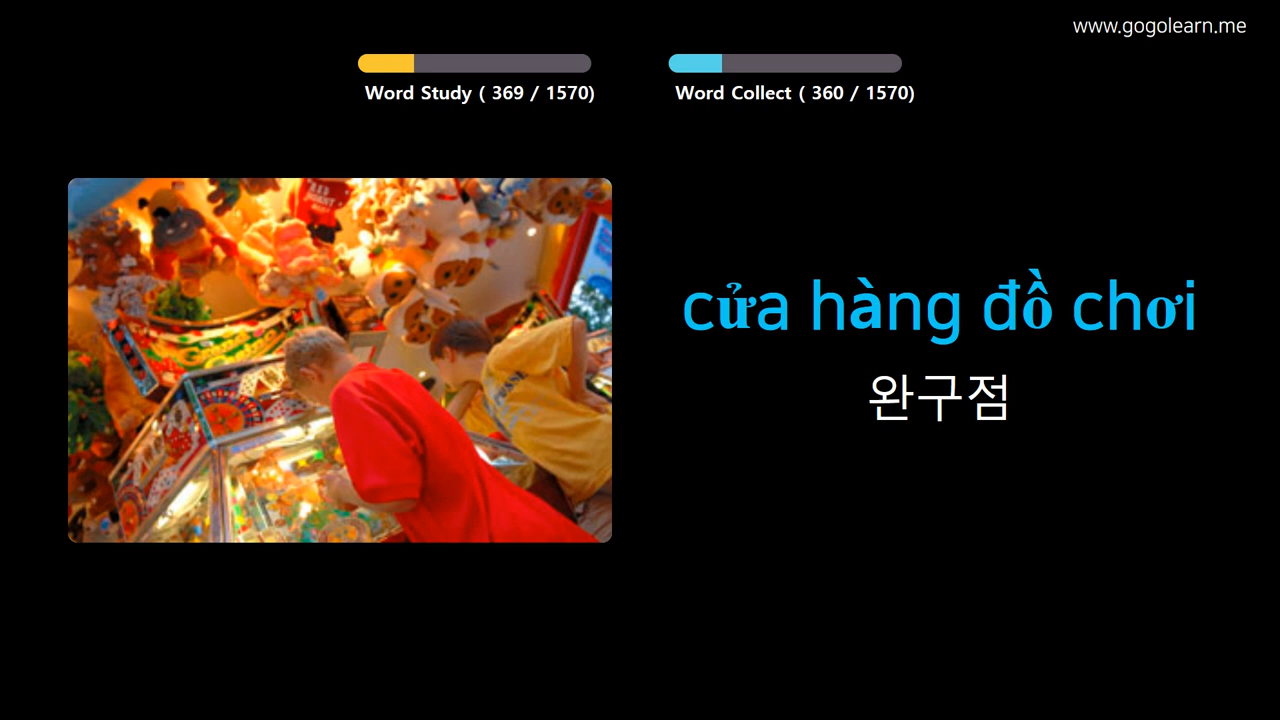 www.gogolearn.me
Word Study ( 369 / 1570)
Word Collect ( 360 / 1570)
cửa hàng đồ chơi
완구점